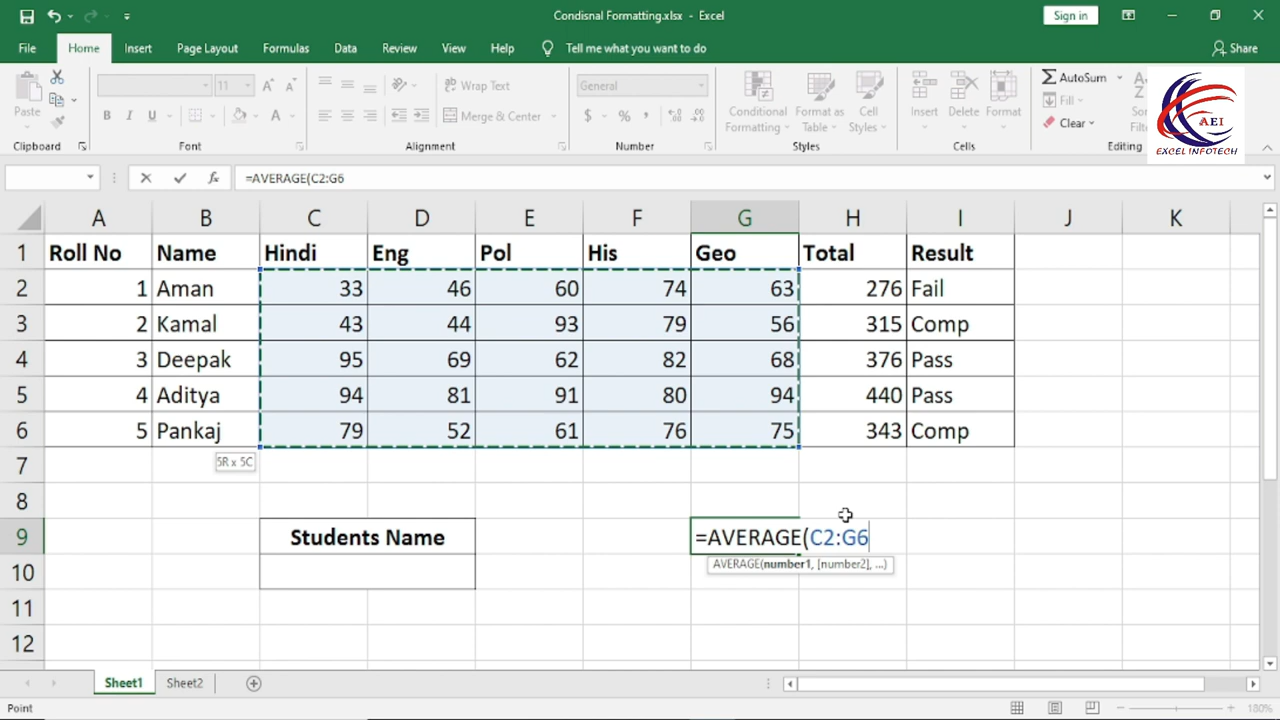 Condisnal Formatting.xlsx - Excel
Sign in
File Home Insert Page Layout Formulas Data Review View Help Tell me what you want to do Share
Paste
11
Wrap Text
General
Conditional Formatting
Format as Table
Cell Styles
Insert Delete Format
AutoSum
Fill
Clear
B I U A
Merge & Center
$ % ,
AEI
EXCEL INFOTECH
Clipboard Font Alignment Number Styles Cells Editing
fx =AVERAGE(C2:G6
A B C D E F G H I J K
1 Roll No Name Hindi Eng Pol His Geo Total Result
2 1 Aman 33 46 60 74 63 276 Fail
3 2 Kamal 43 44 93 79 56 315 Comp
4 3 Deepak 95 69 62 82 68 376 Pass
5 4 Aditya 94 81 91 80 94 440 Pass
6 5 Pankaj 79 52 61 76 75 343 Comp
7 5R x 5C
8
9 Students Name =AVERAGE(C2:G6
10 AVERAGE(number1, [number2], ...)
11
12
Sheet1 Sheet2
Point 180%